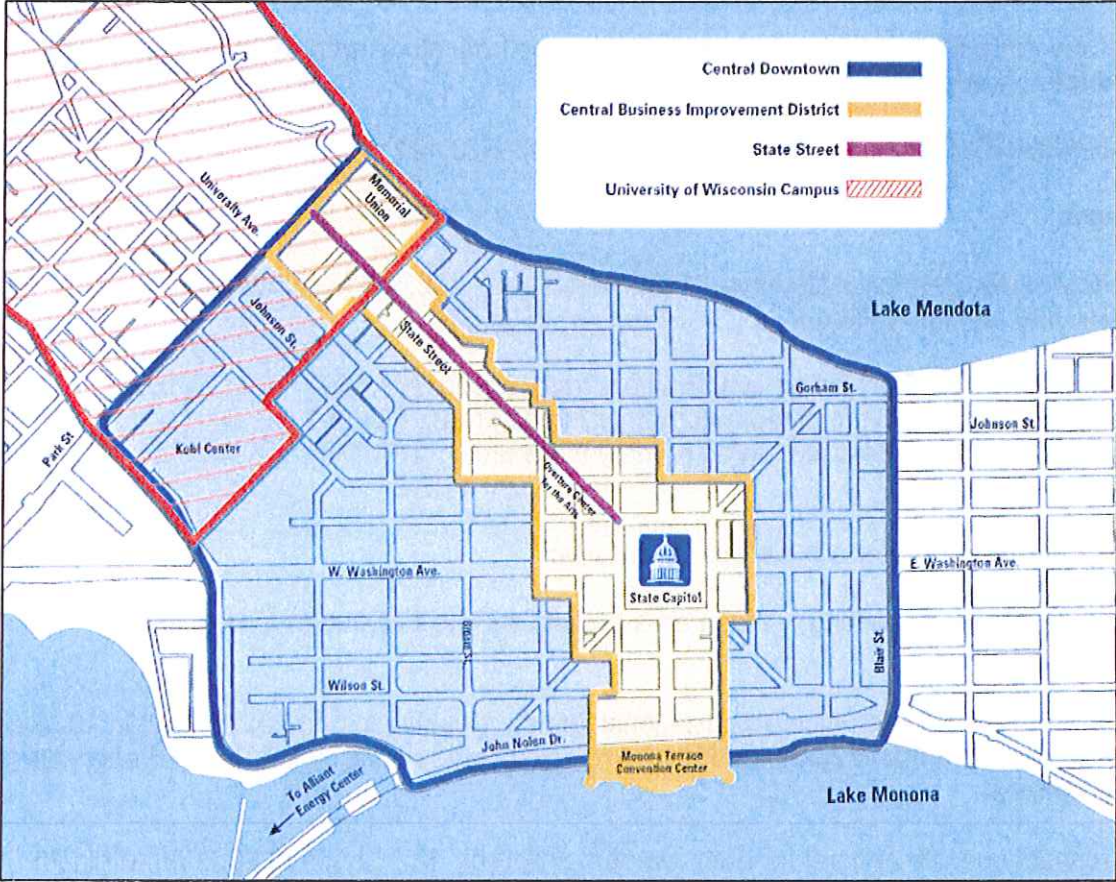 Central Downtown
Central Business Improvement District
State Street
University of Wisconsin Campus
Memorial
Union
University Ave.
Johnson St.
State Street
Lake Mendota
Gorham St.
Johnson St.
Park St
Kohl Center
Overture Center
for the Arts
W. Washington Ave.
State Capitol
E. Washington Ave.
Blair St.
Wilson St.
John Nolen Dr.
Monona Terrace
Convention Center
To Alliant
Energy Center
Lake Monona